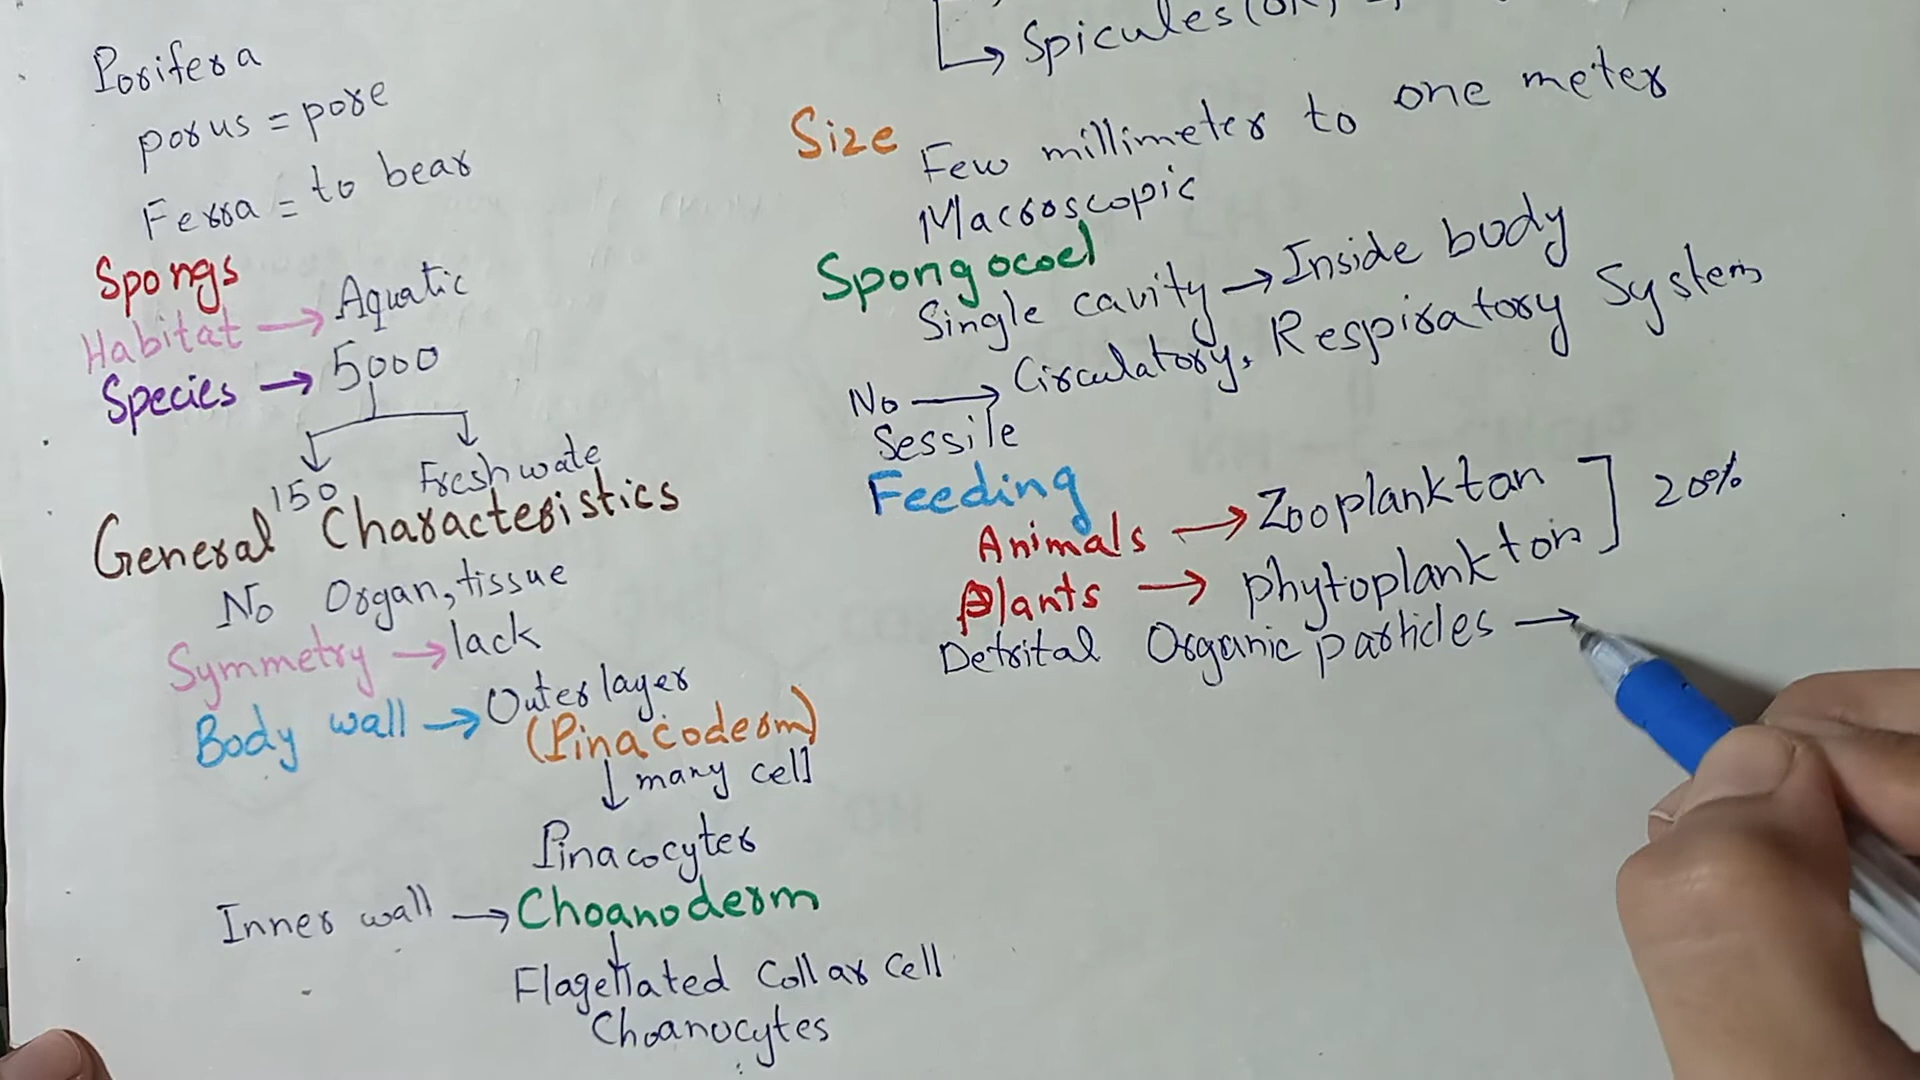 Porifera
porus = pore
Ferra = to bear
Spongs
Habitat → Aquatic
Species → 5000
150 Freshwate
General Characteristics
No Organ, tissue
Symmetry → lack
Body wall → Outer layer
(Pinacoderm)
↓ many cell
Pinacocytes
Inner wall → Choanoderm
Flagellated Collar Cell
Choanocytes
↳ Spicules (or)
Size
Few millimeter to one meter
Macroscopic
Spongocoel
Single cavity → Inside body
No → Circulatory, Respiratory System
Sessile
Feeding
Animals → Zooplanktan
Plants → phytoplankton ] 20%
Detrital Organic particles →